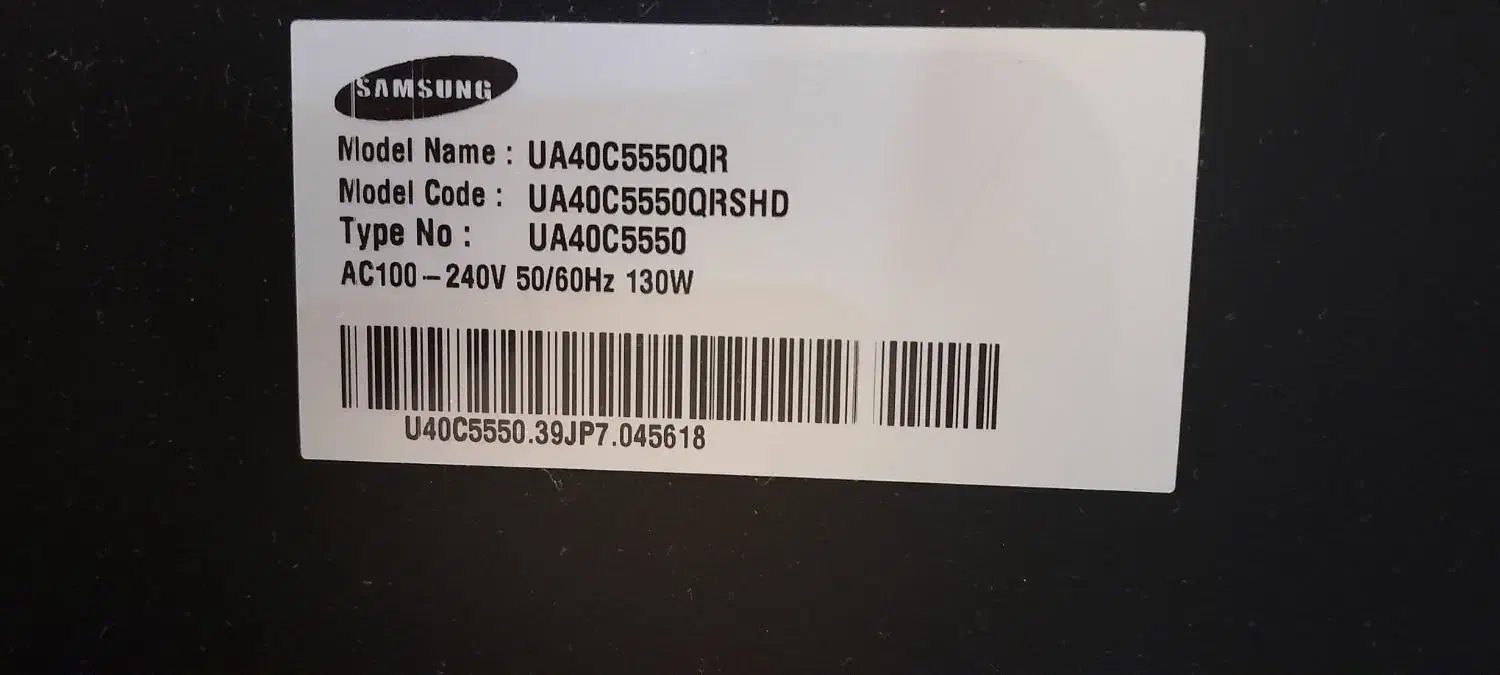 SAMSUNG
Model Name : UA40C5550QR
Model Code : UA40C5550QRSHD
Type No : UA40C5550
AC100-240V 50/60Hz 130W
U40C5550.39JP7.045618